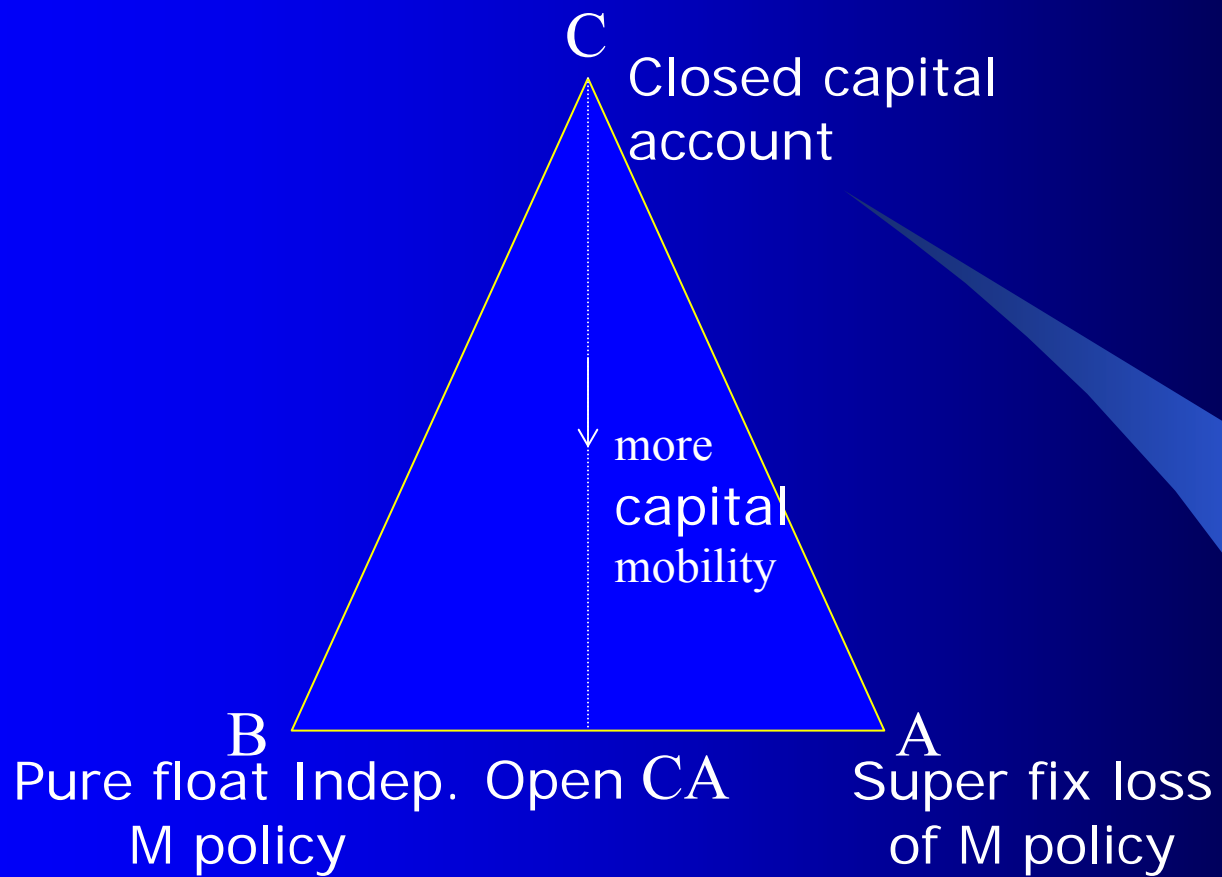 C
Closed capital
account
more
capital
mobility
B
A
Pure float Indep. Open CA Super fix loss
M policy of M policy